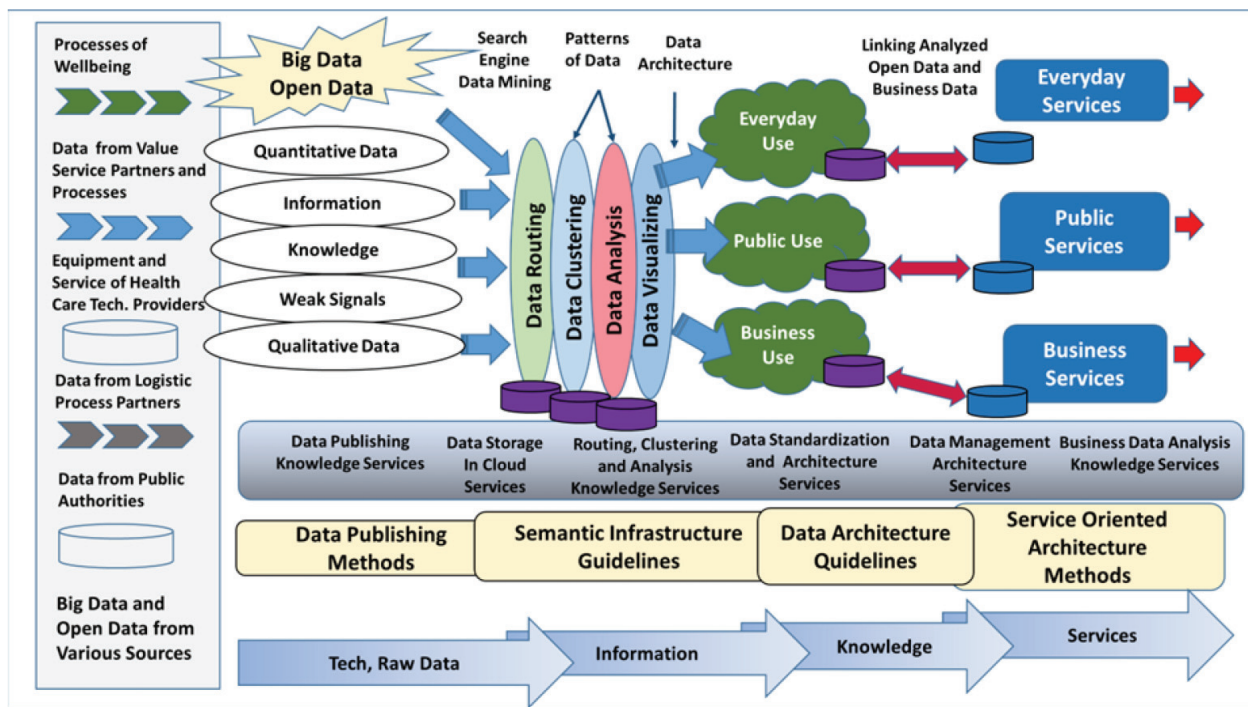 Processes of
Wellbeing
Data from Value
Service Partners and
Processes
Equipment and
Service of Health
Care Tech. Providers
Data from Logistic
Process Partners
Data from Public
Authorities
Big Data and
Open Data from
Various Sources
Big Data
Open Data
Quantitative Data
Information
Knowledge
Weak Signals
Qualitative Data
Search
Engine
Data Mining
Patterns
of Data
Data
Architecture
Linking Analyzed
Open Data and
Business Data
Data Routing
Data Clustering
Data Analysis
Data Visualizing
Everyday
Use
Public Use
Business
Use
Everyday
Services
Public
Services
Business
Services
Data Publishing
Knowledge Services
Data Storage
In Cloud
Services
Routing, Clustering
and Analysis
Knowledge Services
Data Standardization
and Architecture
Services
Data Management
Architecture
Services
Business Data Analysis
Knowledge Services
Data Publishing
Methods
Semantic Infrastructure
Guidelines
Data Architecture
Quidelines
Service Oriented
Architecture
Methods
Tech, Raw Data
Information
Knowledge
Services